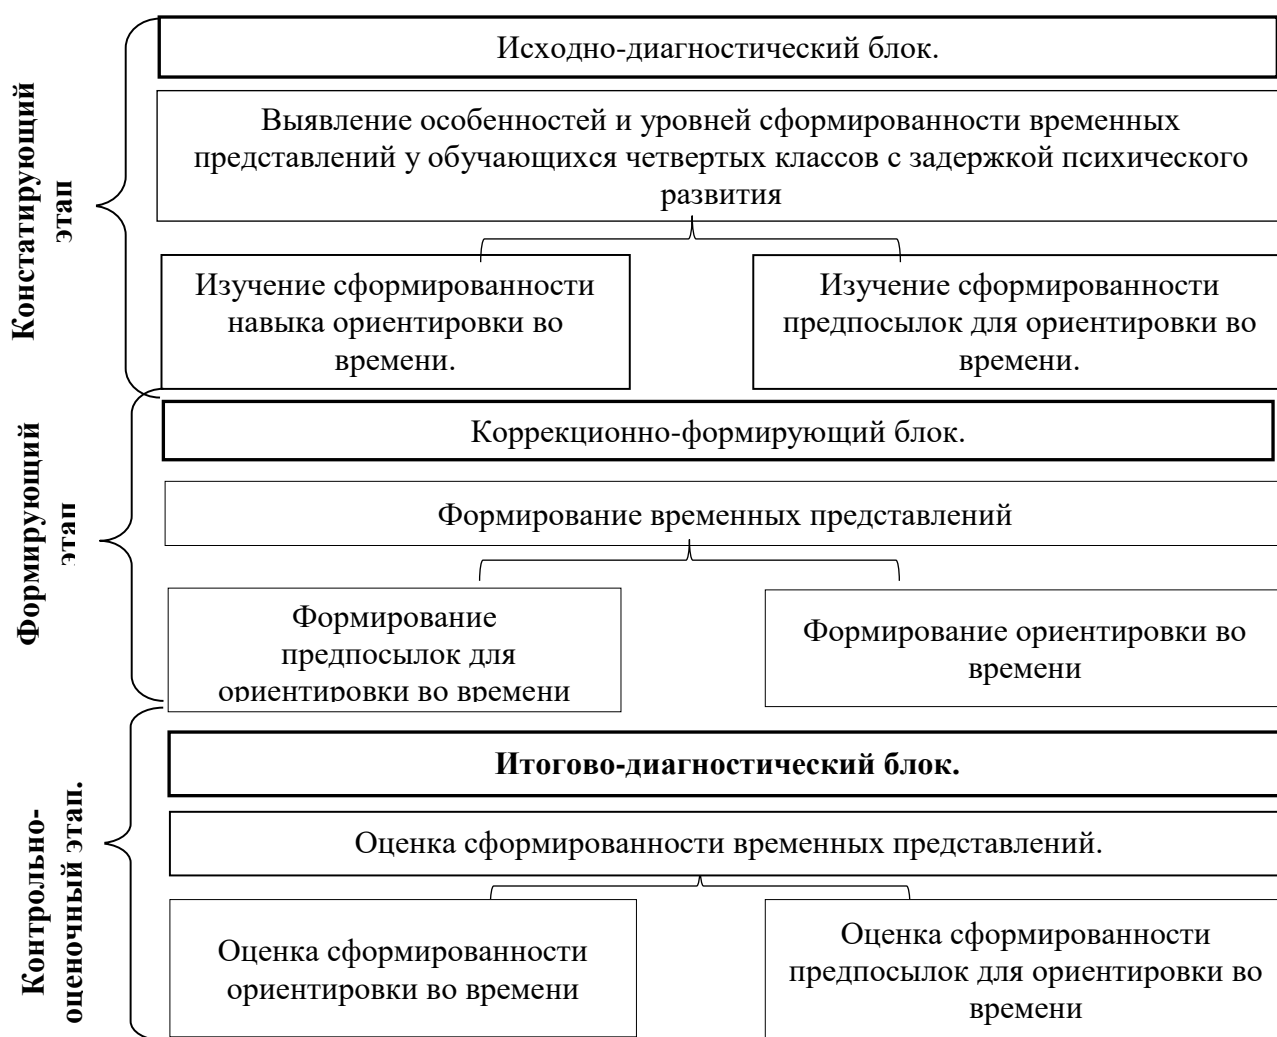 Констатирующий
этап
Исходно-диагностический блок.
Выявление особенностей и уровней сформированности временных
представлений у обучающихся четвертых классов с задержкой психического
развития
Изучение сформированности
навыка ориентировки во
времени.
Изучение сформированности
предпосылок для ориентировки во
времени.
Формирующий
этап
Коррекционно-формирующий блок.
Формирование временных представлений
Формирование
предпосылок для
ориентировки во времени
Формирование ориентировки во
времени
Контрольно-
оценочный этап.
Итогово-диагностический блок.
Оценка сформированности временных представлений.
Оценка сформированности
ориентировки во времени
Оценка сформированности
предпосылок для ориентировки во
времени